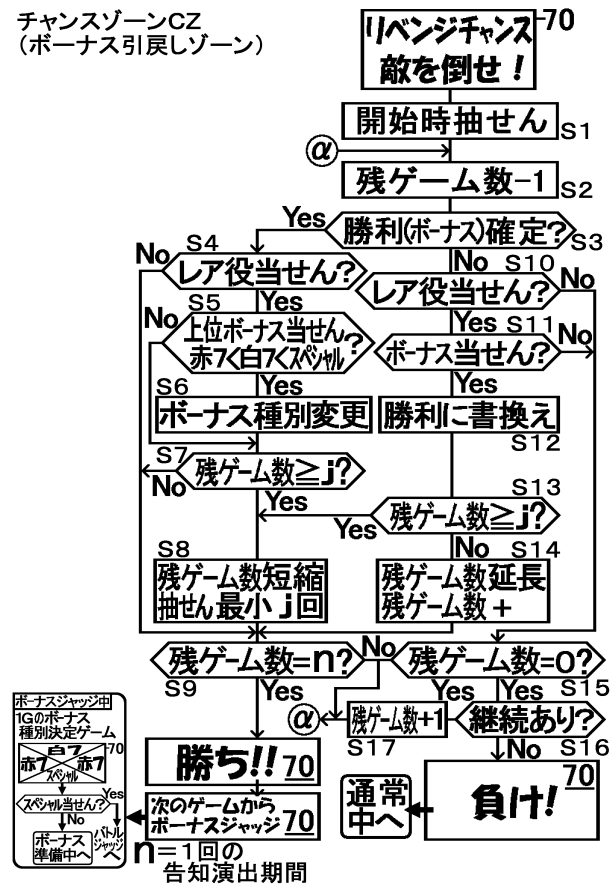 チャンスゾーンCZ
(ボーナス引戻しゾーン)
リベンジチャンス
敵を倒せ!
70
開始時抽せん
S1
α
残ゲーム数-1
S2
Yes
勝利(ボーナス)確定?
S3
No
S4
レア役当せん?
Yes
No
S10
レア役当せん?
No
S5
No
上位ボーナス当せん
赤7<白7<スペシャル?
Yes
Yes
S11
ボーナス当せん?
No
S6
ボーナス種別変更
Yes
勝利に書換え
S12
S7
残ゲーム数≧j?
No
Yes
S13
残ゲーム数≧j?
Yes
No
S8
残ゲーム数短縮
抽せん最小j回
S14
残ゲーム数延長
残ゲーム数+
残ゲーム数=n?
S9
No
Yes
残ゲーム数=0?
S15
Yes
Yes
α
残ゲーム数+1
S17
継続あり?
S16
No
勝ち!! 70
次のゲームから
ボーナスジャッジ 70
n=1回の
告知演出期間
70
負け!
通常
中へ
ボーナスジャッジ中
1Gのボーナス
種別決定ゲーム
70
白7
赤7 赤7
スペシャル
スペシャル当せん?
Yes
No
ボーナス
準備中へ
バトル
ジャッジ
へ